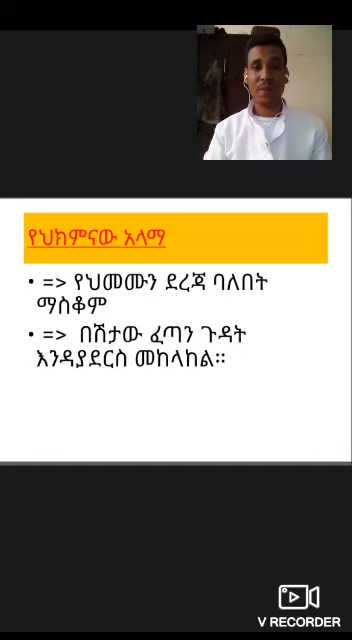 የህክምናው አላማ
• => የህመሙን ደረጃ ባለበት
ማስቆም
• => በሽታው ፈጣን ጉዳት
እንዳያደርስ መከላከል።
V RECORDER